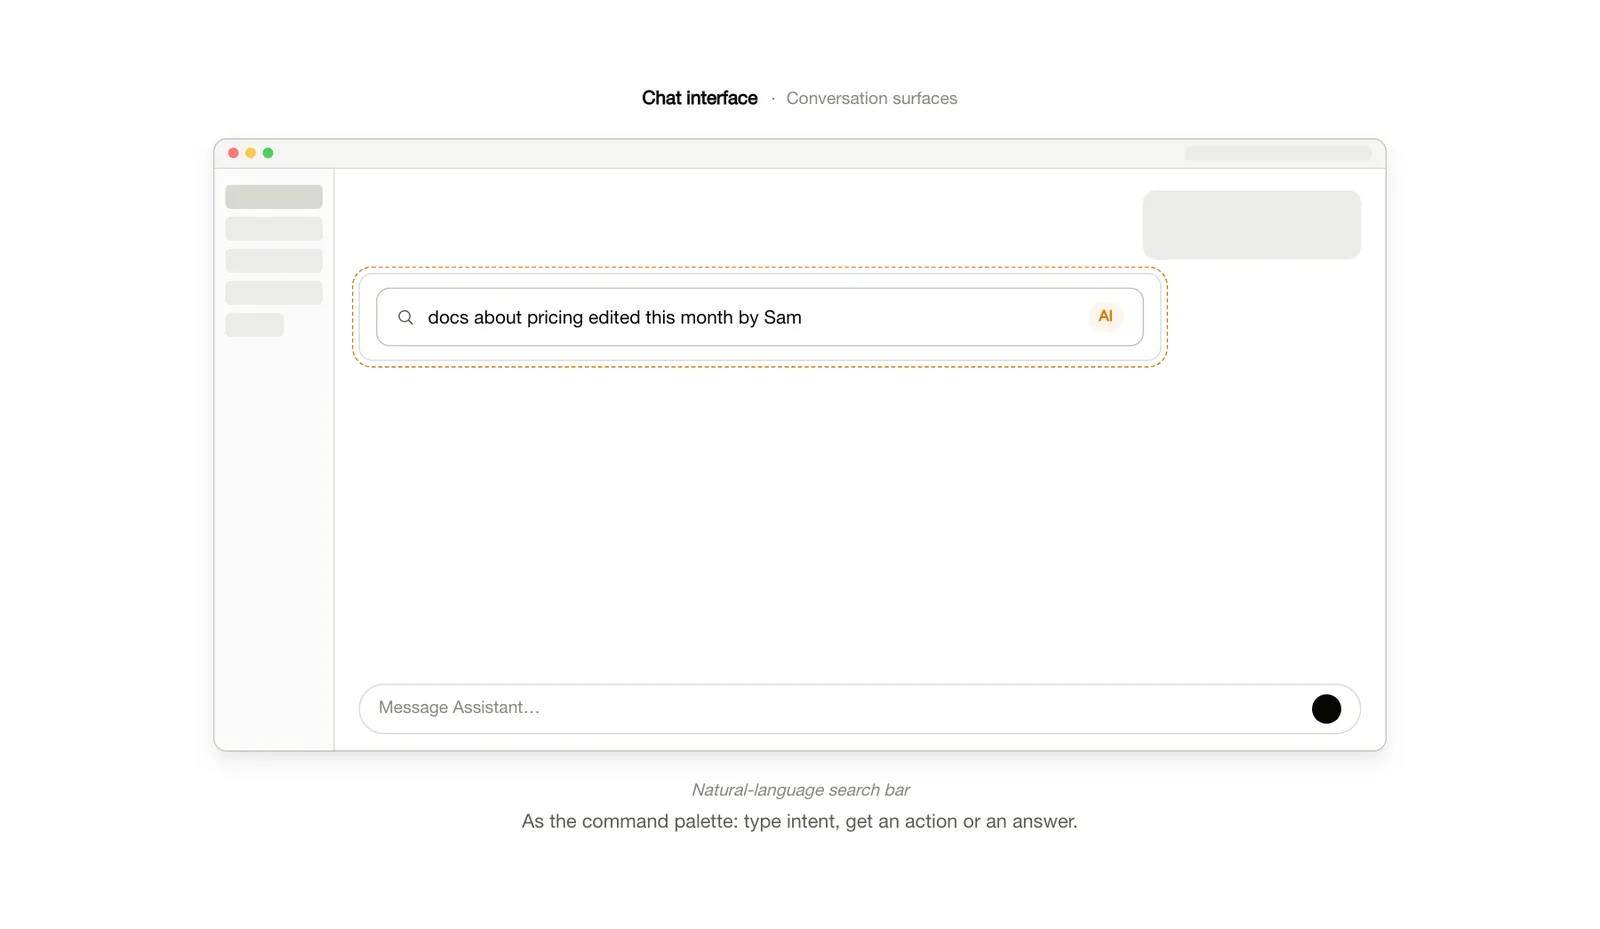 Chat interface · Conversation surfaces
docs about pricing edited this month by Sam
AI
Message Assistant…
Natural-language search bar
As the command palette: type intent, get an action or an answer.